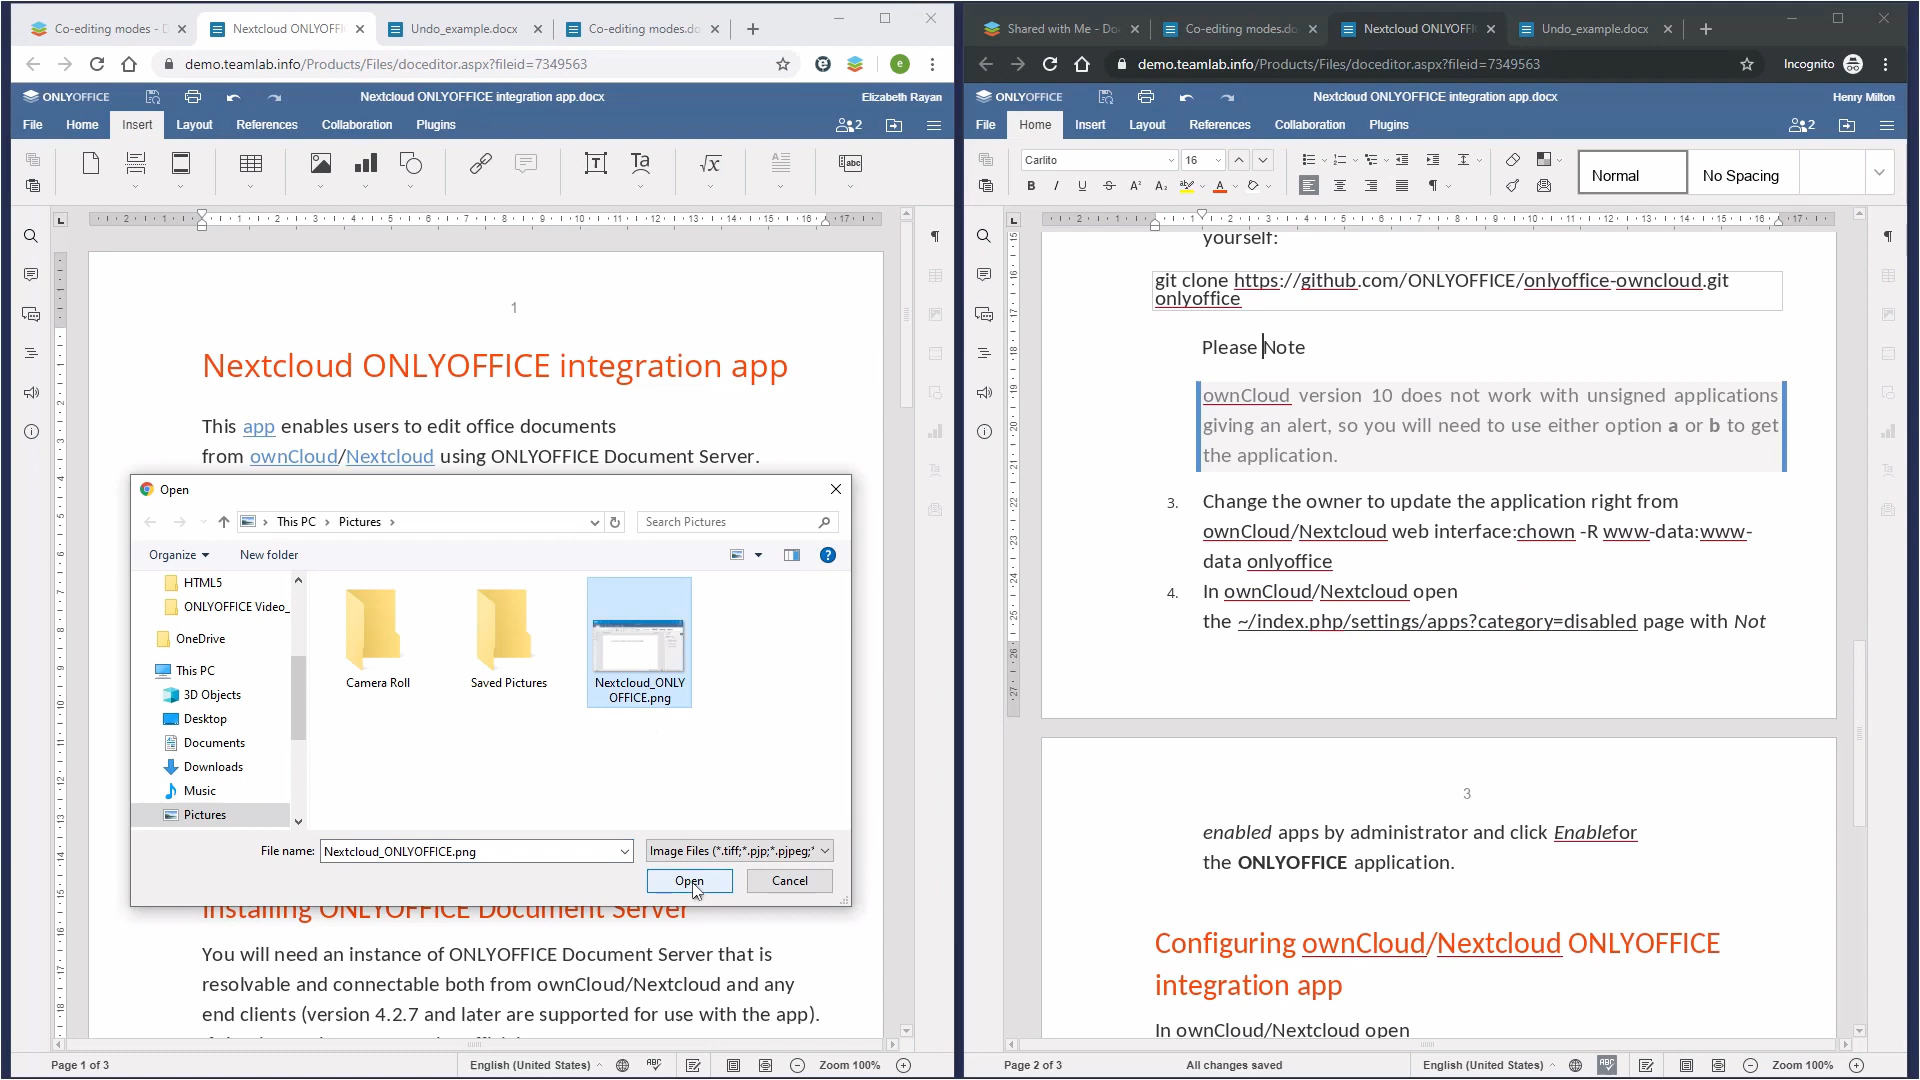 Co-editing modes - D
Nextcloud ONLYOFFI
Undo_example.docx
Co-editing modes.do
demo.teamlab.info/Products/Files/doceditor.aspx?fileid=7349563
e
ONLYOFFICE
Nextcloud ONLYOFFICE integration app.docx
Elizabeth Rayan
File
Home
Insert
Layout
References
Collaboration
Plugins
2
1
Nextcloud ONLYOFFICE integration app
This app enables users to edit office documents
from ownCloud/Nextcloud using ONLYOFFICE Document Server.
Open
This PC
Pictures
Search Pictures
Organize
New folder
HTML5
ONLYOFFICE Video_
OneDrive
This PC
3D Objects
Desktop
Documents
Downloads
Music
Pictures
Camera Roll
Saved Pictures
Nextcloud_ONLY
OFFICE.png
File name:
Nextcloud_ONLYOFFICE.png
Image Files (*.tiff;*.pjp;*.pjpeg;*
Open
Cancel
Installing ONLYOFFICE Document Server
You will need an instance of ONLYOFFICE Document Server that is
resolvable and connectable both from ownCloud/Nextcloud and any
end clients (version 4.2.7 and later are supported for use with the app).
Page 1 of 3
English (United States)
Zoom 100%
Shared with Me - Do
Co-editing modes.do
Nextcloud ONLYOFFI
Undo_example.docx
demo.teamlab.info/Products/Files/doceditor.aspx?fileid=7349563
Incognito
ONLYOFFICE
Nextcloud ONLYOFFICE integration app.docx
Henry Milton
File
Home
Insert
Layout
References
Collaboration
Plugins
2
Carlito
16
Normal
No Spacing
yourself:
git clone https://github.com/ONLYOFFICE/onlyoffice-owncloud.git
onlyoffice
Please Note
ownCloud version 10 does not work with unsigned applications
giving an alert, so you will need to use either option a or b to get
the application.
3. Change the owner to update the application right from
ownCloud/Nextcloud web interface:chown -R www-data:www-
data onlyoffice
4. In ownCloud/Nextcloud open
the ~/index.php/settings/apps?category=disabled page with Not
3
enabled apps by administrator and click Enablefor
the ONLYOFFICE application.
Configuring ownCloud/Nextcloud ONLYOFFICE
integration app
In ownCloud/Nextcloud open
Page 2 of 3
All changes saved
English (United States)
Zoom 100%